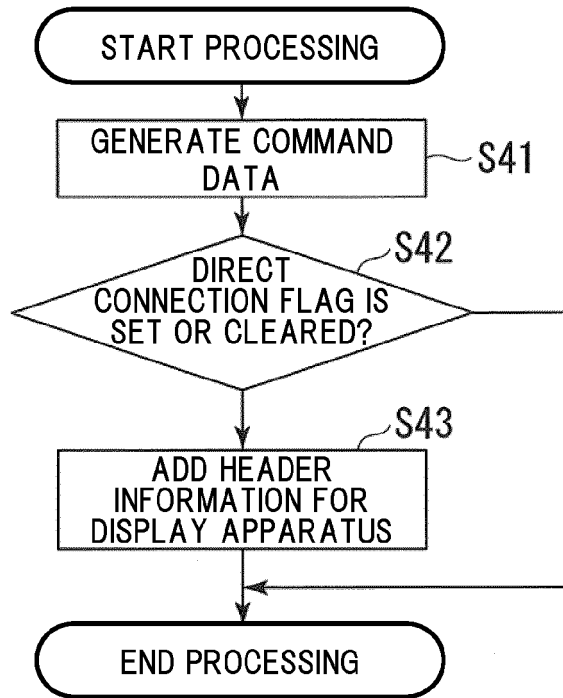 START PROCESSING
GENERATE COMMAND
DATA
S41
S42
DIRECT
CONNECTION FLAG IS
SET OR CLEARED?
S43
ADD HEADER
INFORMATION FOR
DISPLAY APPARATUS
END PROCESSING